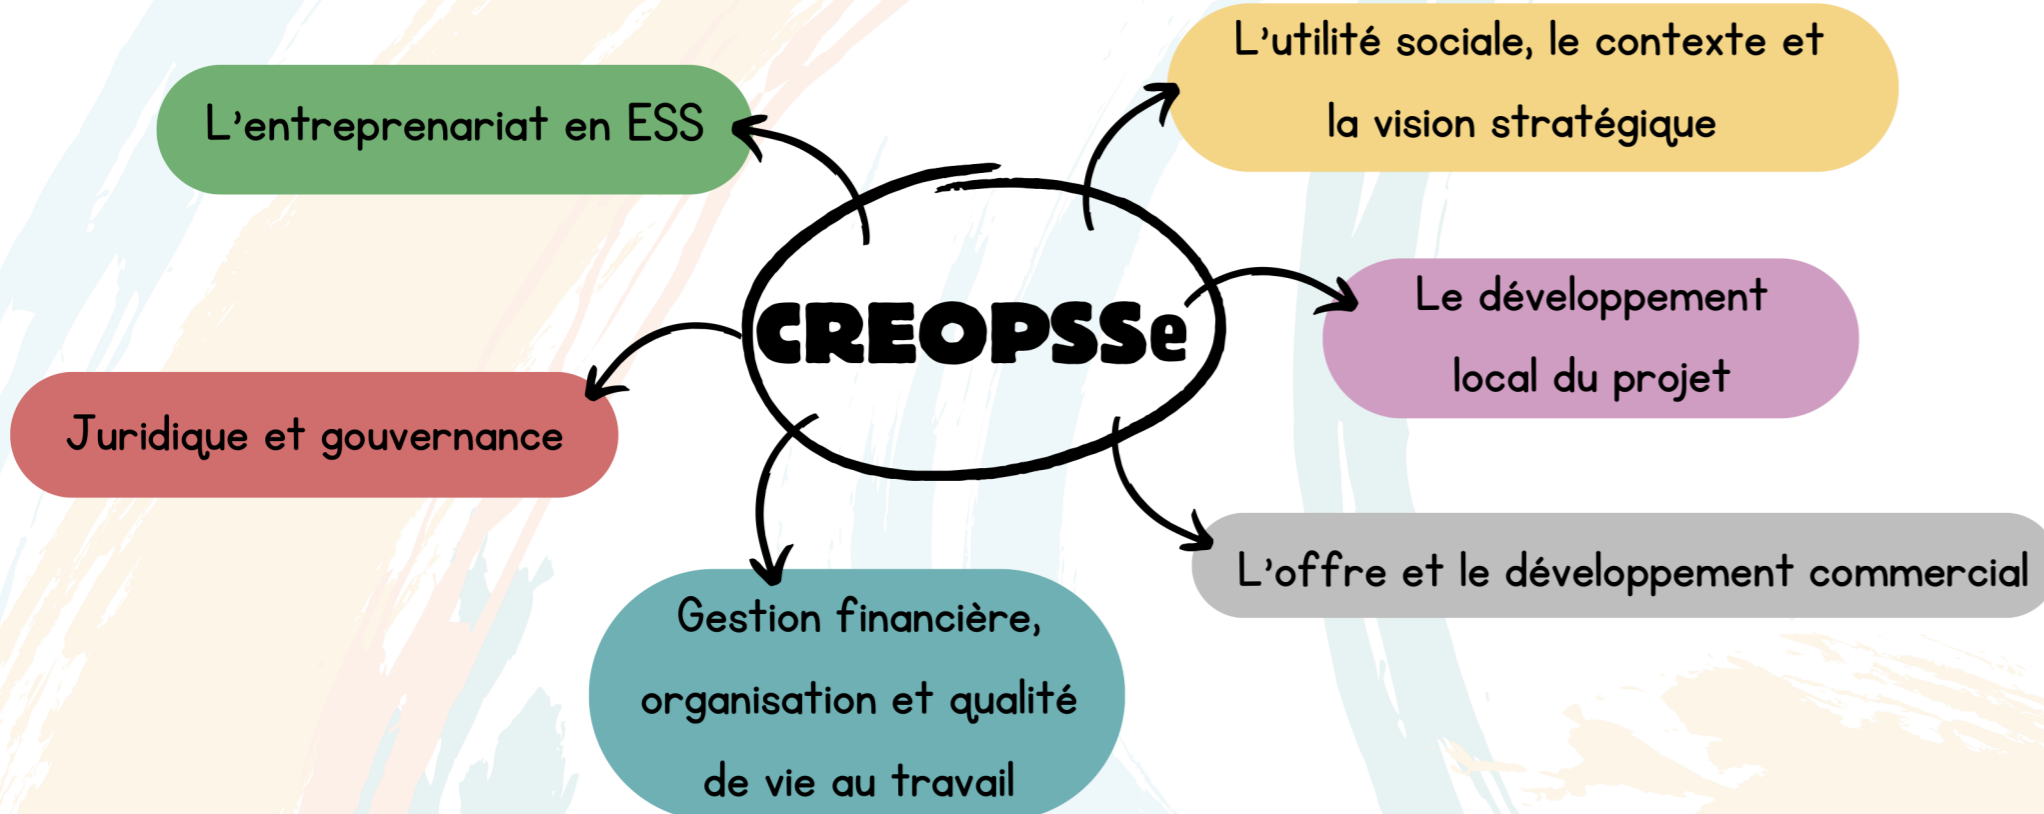 L'entreprenariat en ESS
L'utilité sociale, le contexte et
la vision stratégique
CREOPSSe
Le développement
local du projet
Juridique et gouvernance
L'offre et le développement commercial
Gestion financière,
organisation et qualité
de vie au travail